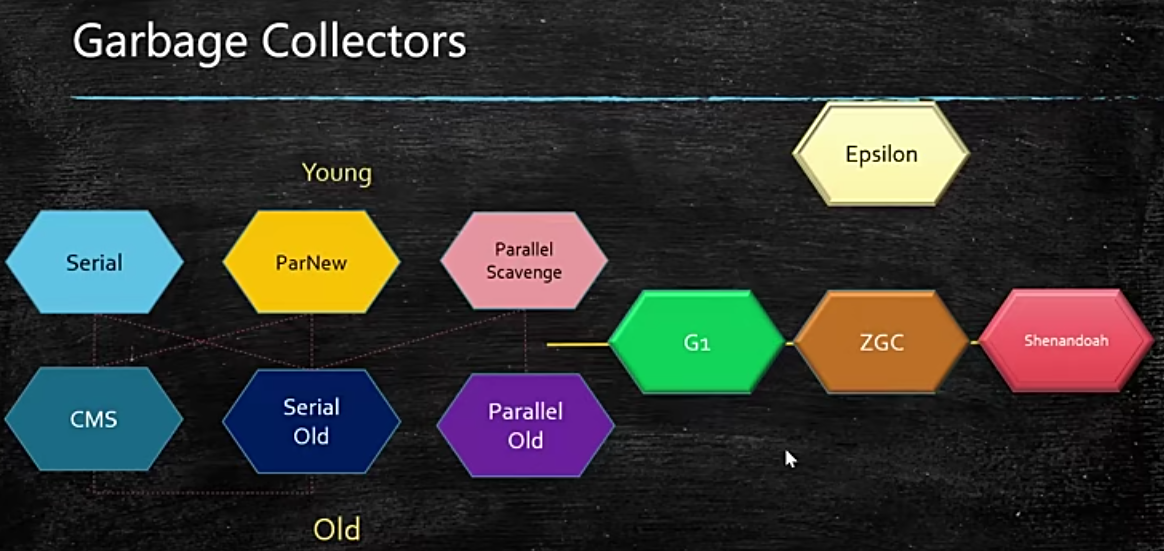 Garbage Collectors
Epsilon
Young
Serial
ParNew
Parallel
Scavenge
G1
ZGC
Shenandoah
CMS
Serial
Old
Parallel
Old
Old